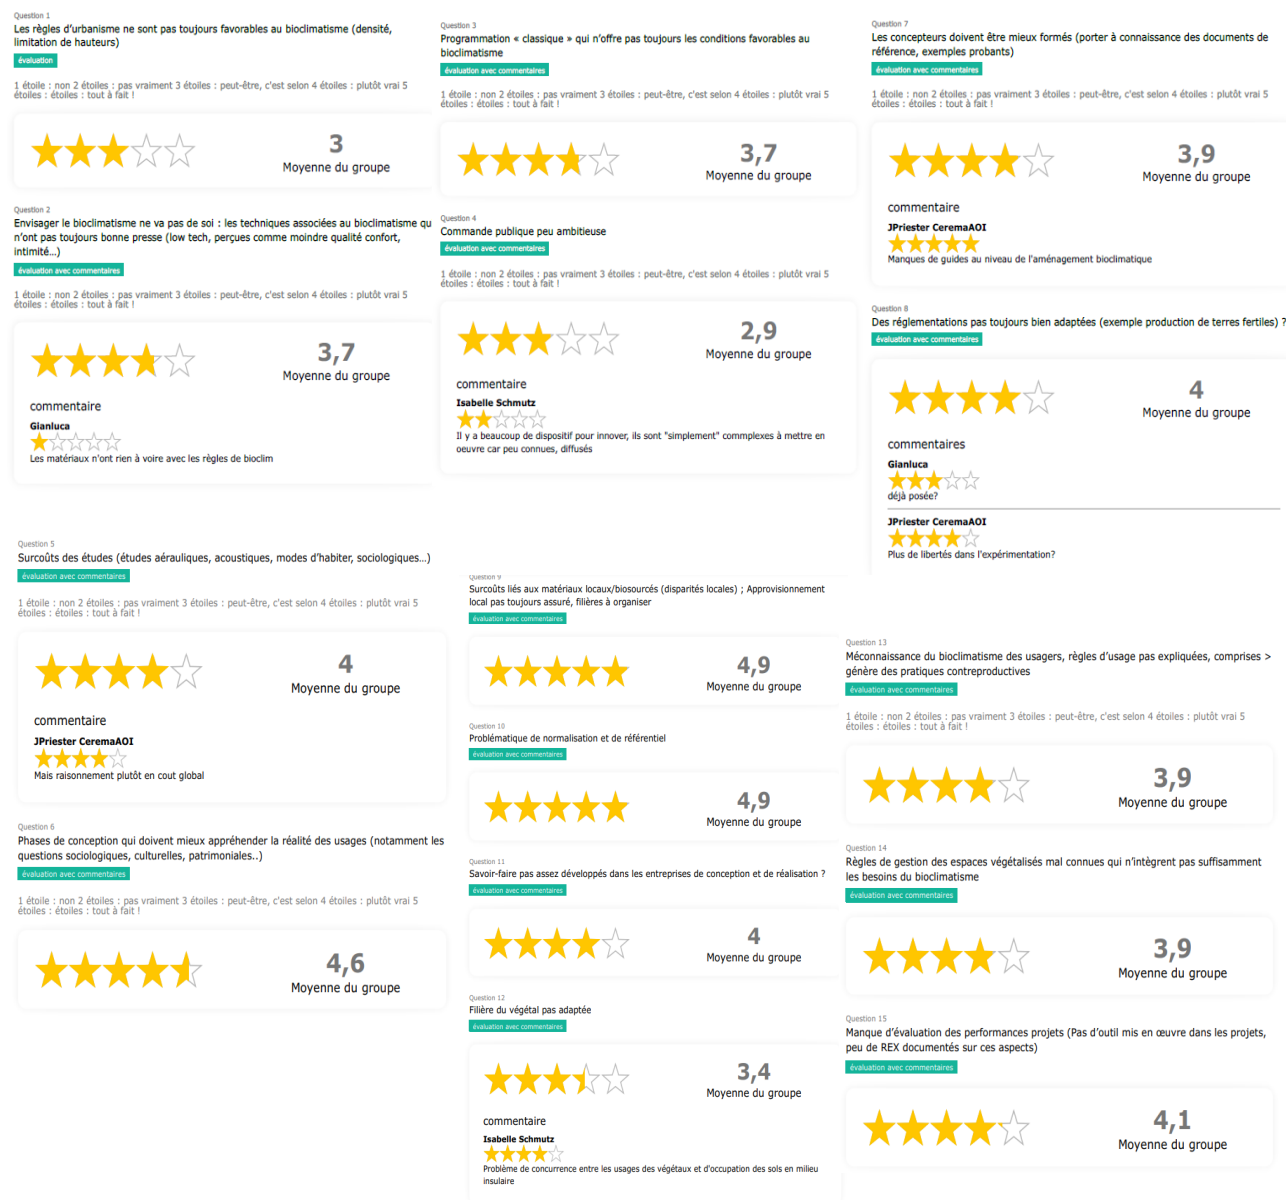 Question 1
Les règles d'urbanisme ne sont pas toujours favorables au bioclimatisme (densité,
limitation de hauteurs)
évaluation
1 étoile : non 2 étoiles : pas vraiment 3 étoiles : peut-être, c'est selon 4 étoiles : plutôt vrai 5
étoiles : étoiles : tout à fait !
3
Moyenne du groupe
Question 2
Envisager le bioclimatisme ne va pas de soi : les techniques associées au bioclimatisme qu
n'ont pas toujours bonne presse (low tech, perçues comme moindre qualité confort,
intimité...)
évaluation avec commentaires
1 étoile : non 2 étoiles : pas vraiment 3 étoiles : peut-être, c'est selon 4 étoiles : plutôt vrai 5
étoiles : étoiles : tout à fait !
3,7
Moyenne du groupe
commentaire
Gianluca
Les matériaux n'ont rien à voire avec les règles de bioclim
Question 3
Programmation « classique » qui n'offre pas toujours les conditions favorables au
bioclimatisme
évaluation avec commentaires
1 étoile : non 2 étoiles : pas vraiment 3 étoiles : peut-être, c'est selon 4 étoiles : plutôt vrai 5
étoiles : étoiles : tout à fait !
3,7
Moyenne du groupe
Question 4
Commande publique peu ambitieuse
évaluation avec commentaires
1 étoile : non 2 étoiles : pas vraiment 3 étoiles : peut-être, c'est selon 4 étoiles : plutôt vrai 5
étoiles : étoiles : tout à fait !
2,9
Moyenne du groupe
commentaire
Isabelle Schmutz
Il y a beaucoup de dispositif pour innover, ils sont "simplement" commplexes à mettre en
oeuvre car peu connues, diffusés
Question 7
Les concepteurs doivent être mieux formés (porter à connaissance des documents de
référence, exemples probants)
évaluation avec commentaires
1 étoile : non 2 étoiles : pas vraiment 3 étoiles : peut-être, c'est selon 4 étoiles : plutôt vrai 5
étoiles : étoiles : tout à fait !
3,9
Moyenne du groupe
commentaire
JPriester CeremaAOI
Manques de guides au niveau de l'aménagement bioclimatique
Question 8
Des réglementations pas toujours bien adaptées (exemple production de terres fertiles) ?
évaluation avec commentaires
4
Moyenne du groupe
commentaires
Gianluca
déjà posée?
JPriester CeremaAOI
Plus de libertés dans l'expérimentation?
Question 5
Surcoûts des études (études aérauliques, acoustiques, modes d'habiter, sociologiques...)
évaluation avec commentaires
1 étoile : non 2 étoiles : pas vraiment 3 étoiles : peut-être, c'est selon 4 étoiles : plutôt vrai 5
étoiles : étoiles : tout à fait !
4
Moyenne du groupe
commentaire
JPriester CeremaAOI
Mais raisonnement plutôt en cout global
Question 6
Phases de conception qui doivent mieux appréhender la réalité des usages (notamment les
questions sociologiques, culturelles, patrimoniales..)
évaluation avec commentaires
1 étoile : non 2 étoiles : pas vraiment 3 étoiles : peut-être, c'est selon 4 étoiles : plutôt vrai 5
étoiles : étoiles : tout à fait !
4,6
Moyenne du groupe
Question 9
Surcoûts liés aux matériaux locaux/biosourcés (disparités locales) ; Approvisionnement
local pas toujours assuré, filières à organiser
évaluation avec commentaires
4,9
Moyenne du groupe
Question 10
Problématique de normalisation et de référentiel
évaluation avec commentaires
4,9
Moyenne du groupe
Question 11
Savoir-faire pas assez développés dans les entreprises de conception et de réalisation ?
évaluation avec commentaires
4
Moyenne du groupe
Question 12
Filière du végétal pas adaptée
évaluation avec commentaires
3,4
Moyenne du groupe
commentaire
Isabelle Schmutz
Problème de concurrence entre les usages des végétaux et d'occupation des sols en milieu
insulaire
Question 13
Méconnaissance du bioclimatisme des usagers, règles d'usage pas expliquées, comprises >
génère des pratiques contreproductives
évaluation avec commentaires
1 étoile : non 2 étoiles : pas vraiment 3 étoiles : peut-être, c'est selon 4 étoiles : plutôt vrai 5
étoiles : étoiles : tout à fait !
3,9
Moyenne du groupe
Question 14
Règles de gestion des espaces végétalisés mal connues qui n'intègrent pas suffisamment
les besoins du bioclimatisme
évaluation avec commentaires
3,9
Moyenne du groupe
Question 15
Manque d'évaluation des performances projets (Pas d'outil mis en œuvre dans les projets,
peu de REX documentés sur ces aspects)
évaluation avec commentaires
4,1
Moyenne du groupe